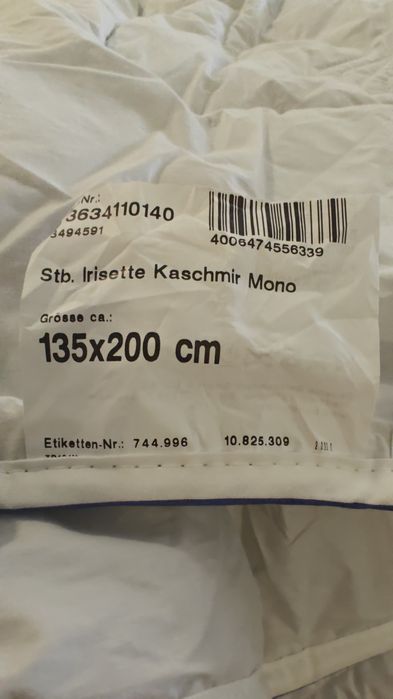 Nr.:
3634110140
3494591
4006474556339
Stb. Irisette Kaschmir Mono
Grösse ca.:
135x200 cm
Etiketten-Nr.: 744.996 10.825.309